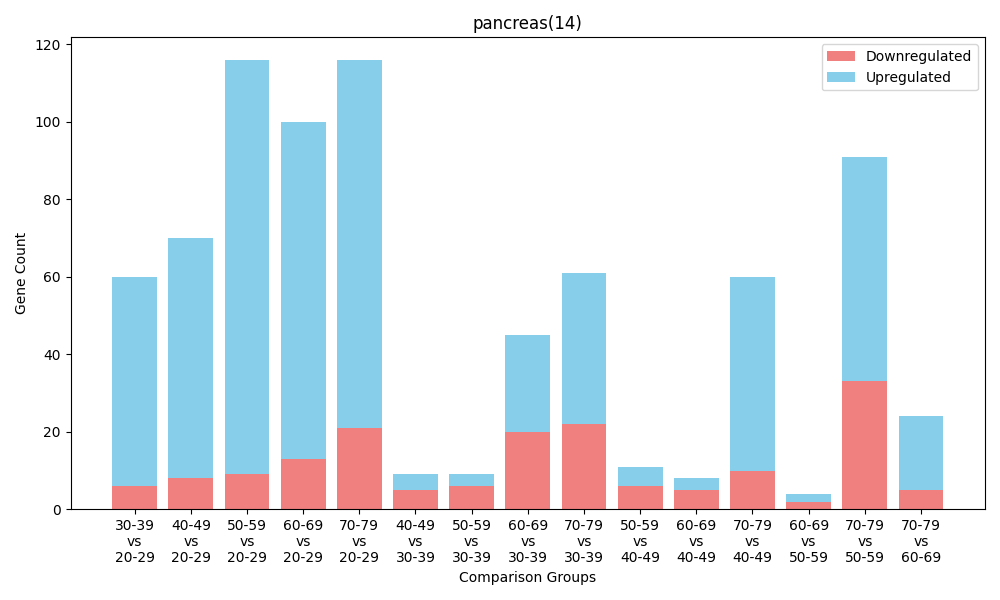 pancreas(14)
Downregulated
Upregulated
Gene Count
120
100
80
60
40
20
0
30-39
vs
20-29
40-49
vs
20-29
50-59
vs
20-29
60-69
vs
20-29
70-79
vs
20-29
40-49
vs
30-39
50-59
vs
30-39
60-69
vs
30-39
70-79
vs
30-39
50-59
vs
40-49
60-69
vs
40-49
70-79
vs
40-49
60-69
vs
50-59
70-79
vs
50-59
70-79
vs
60-69
Comparison Groups